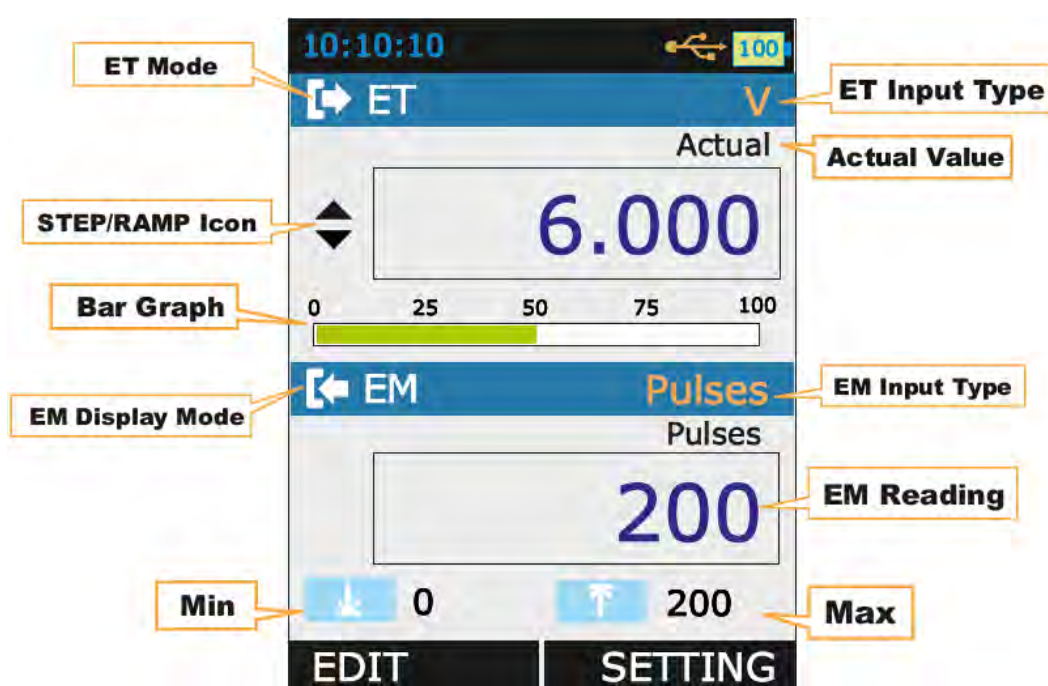 10:10:10 100
ET Mode
ET V
ET Input Type
Actual
Actual Value
STEP/RAMP Icon
6.000
Bar Graph
0 25 50 75 100
EM Pulses
EM Input Type
EM Display Mode
Pulses
200
EM Reading
Min
0 200
Max
EDIT SETTING